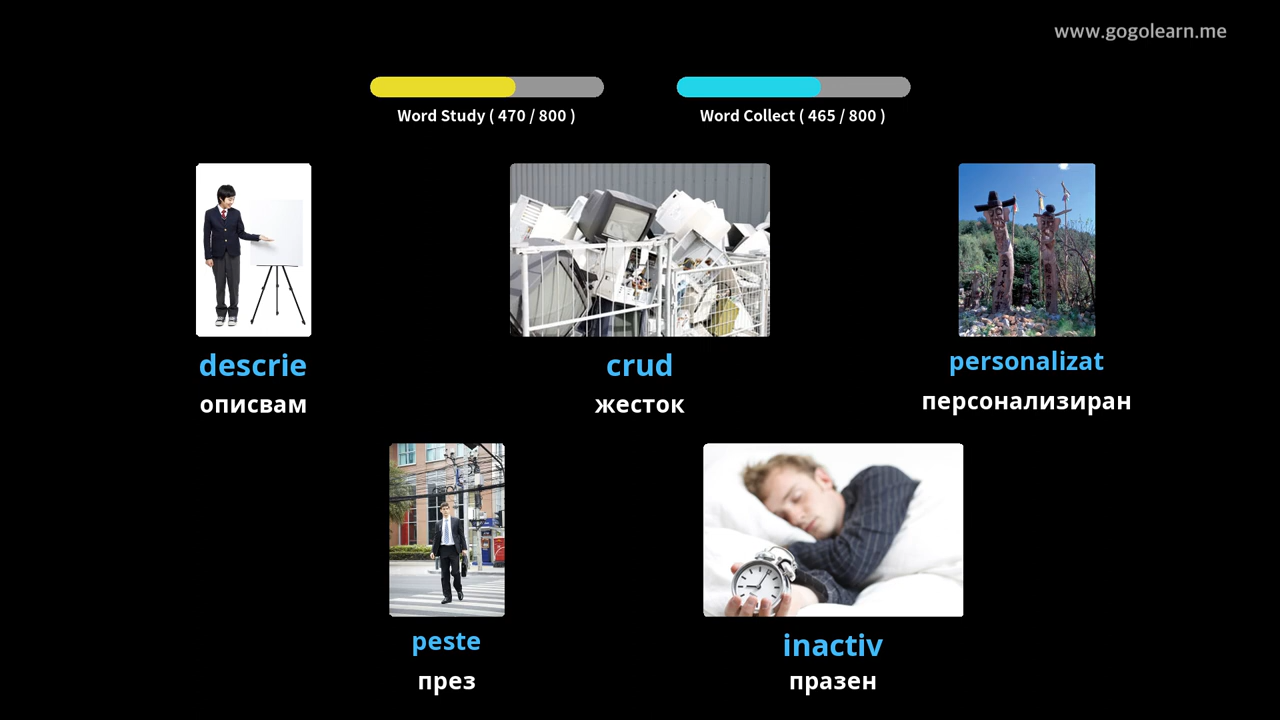 www.gogolearn.me
Word Study ( 470 / 800 )
Word Collect ( 465 / 800 )
descrie
описвам
crud
жесток
personalizat
персонализиран
peste
през
inactiv
празен